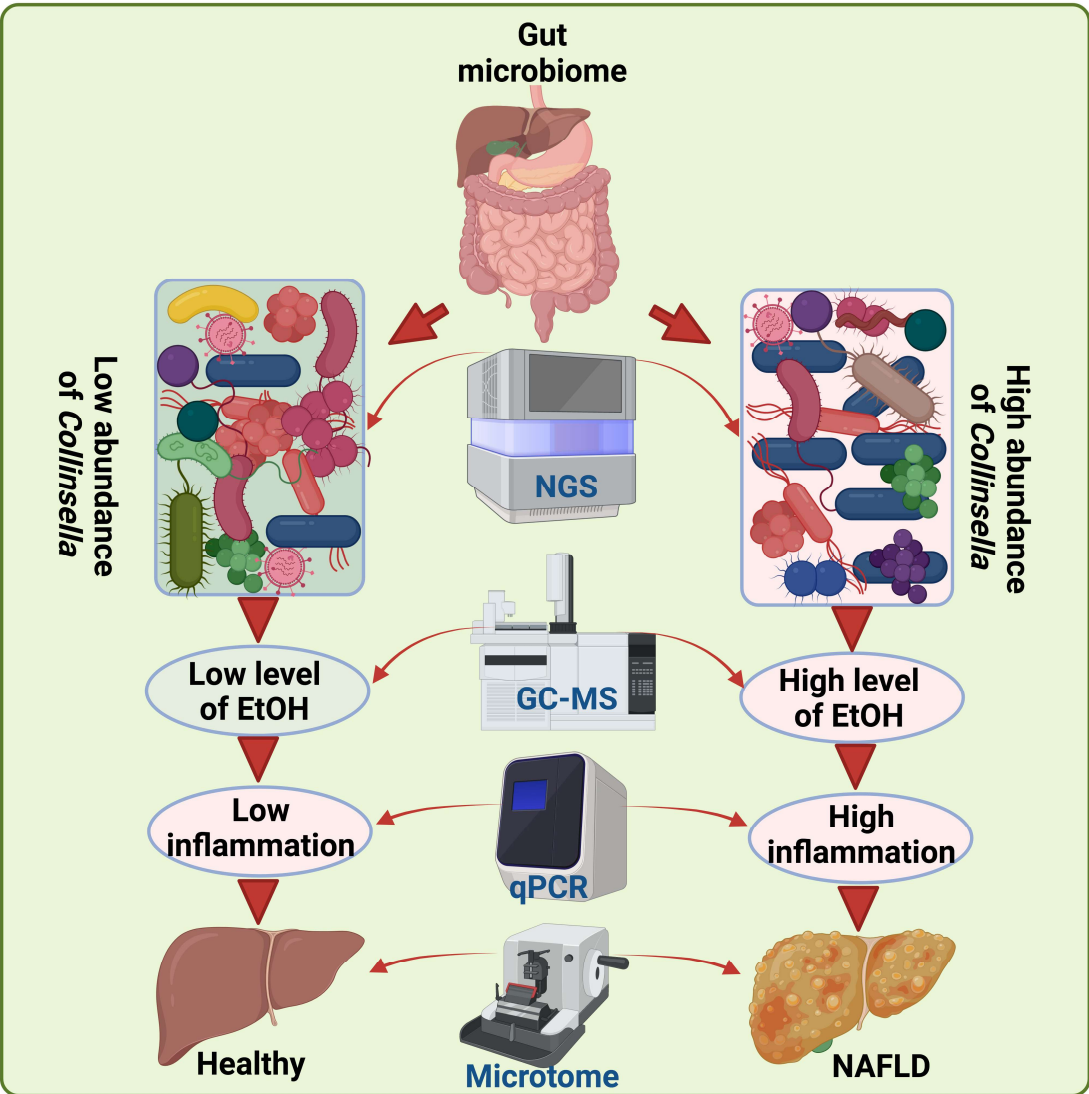 Gut
microbiome
Low abundance
of Collinsella
High abundance
of Collinsella
NGS
Low level
of EtOH
GC-MS
High level
of EtOH
Low
inflammation
qPCR
High
inflammation
Healthy
Microtome
NAFLD